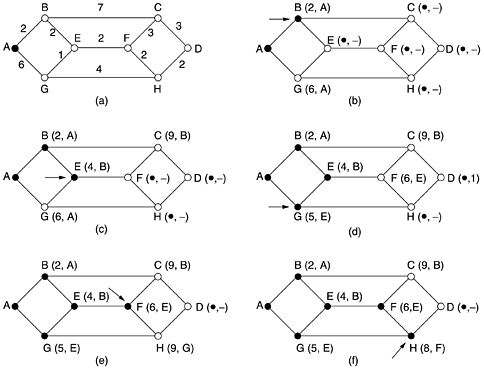 B 7 C
2 2 3 3
A E 2 F D
6 1 2 2
G 4 H
(a)
B (2, A) C (●, –)
A E (●, –) F (●, –) D (●, –)
G (6, A) H (●, –)
(b)
B (2, A) C (9, B)
A E (4, B) F (●, –) D (●, –)
G (6, A) H (●, –)
(c)
B (2, A) C (9, B)
A E (4, B) F (6, E) D (●,1)
G (5, E) H (●, –)
(d)
B (2, A) C (9, B)
A E (4, B) F (6, E) D (●,–)
G (5, E) H (9, G)
(e)
B (2, A) C (9, B)
A E (4, B) F (6,E) D (●,–)
G (5, E) H (8, F)
(f)